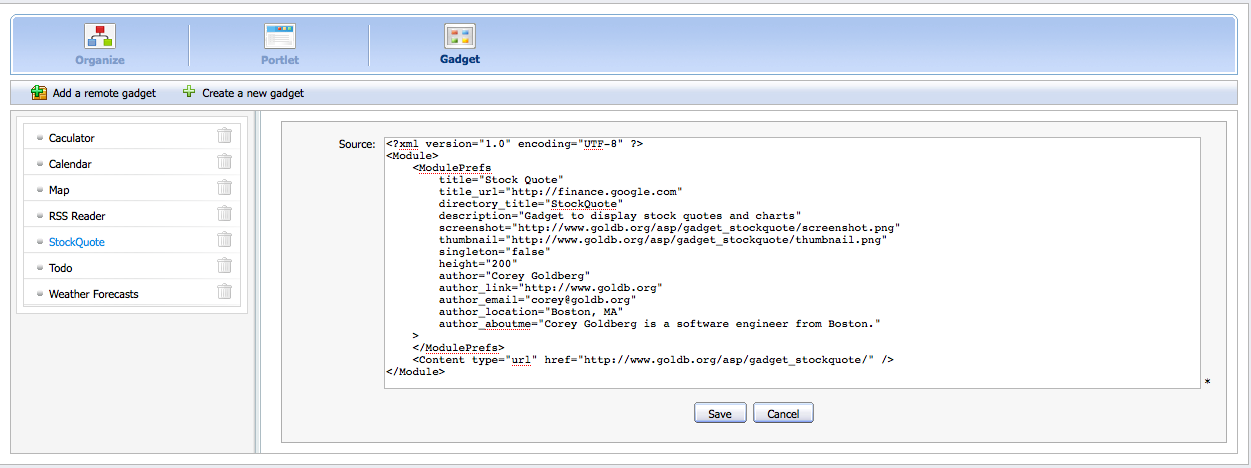 Organize
Portlet
Gadget
Add a remote gadget
Create a new gadget
Caculator
Calendar
Map
RSS Reader
StockQuote
Todo
Weather Forecasts
Source:
<?xml version="1.0" encoding="UTF-8" ?>
<Module>
    <ModulePrefs
        title="Stock Quote"
        title_url="http://finance.google.com"
        directory_title="StockQuote"
        description="Gadget to display stock quotes and charts"
        screenshot="http://www.goldb.org/asp/gadget_stockquote/screenshot.png"
        thumbnail="http://www.goldb.org/asp/gadget_stockquote/thumbnail.png"
        singleton="false"
        height="200"
        author="Corey Goldberg"
        author_link="http://www.goldb.org"
        author_email="corey@goldb.org"
        author_location="Boston, MA"
        author_aboutme="Corey Goldberg is a software engineer from Boston."
    >
    </ModulePrefs>
    <Content type="url" href="http://www.goldb.org/asp/gadget_stockquote/" />
</Module>
*
Save
Cancel